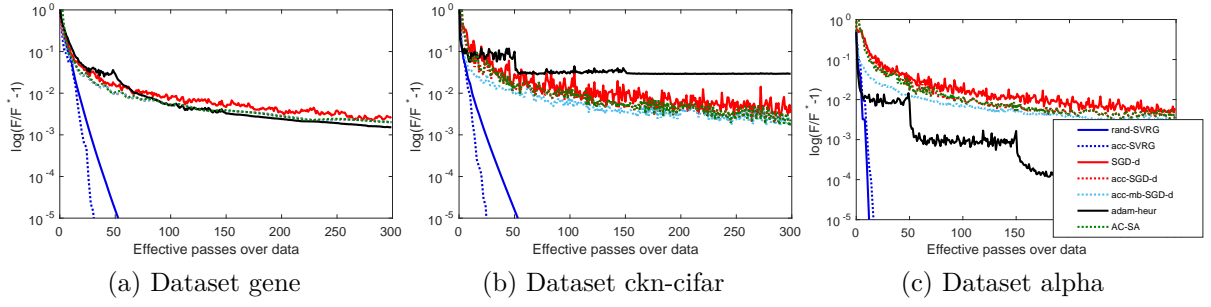 10^0
10^-1
10^-2
10^-3
10^-4
10^-5
log(F/F*-1)
0 50 100 150 200 250 300
Effective passes over data
(a) Dataset gene
10^0
10^-1
10^-2
10^-3
10^-4
10^-5
log(F/F*-1)
0 50 100 150 200 250 300
Effective passes over data
(b) Dataset ckn-cifar
10^0
10^-1
10^-2
10^-3
10^-4
10^-5
log(F/F*-1)
0 50 100 150
Effective passes over data
rand-SVRG
acc-SVRG
SGD-d
acc-SGD-d
acc-mb-SGD-d
adam-heur
AC-SA
(c) Dataset alpha